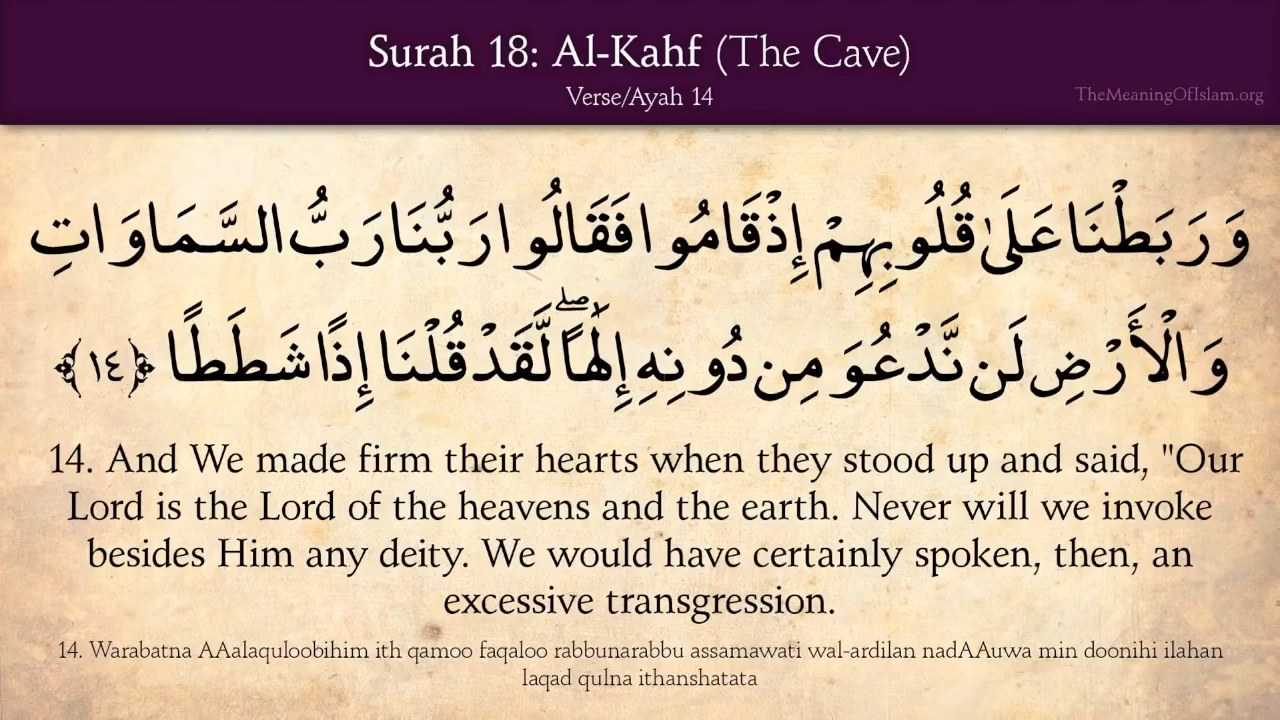 Surah 18: Al-Kahf (The Cave)
Verse/Ayah 14
TheMeaningOfIslam.org
وَرَبَطْنَا عَلَىٰ قُلُوبِهِمْ إِذْ قَامُوا فَقَالُوا رَبُّنَا رَبُّ السَّمَاوَاتِ
وَالْأَرْضِ لَن نَّدْعُوَ مِن دُونِهِ إِلَٰهًا ۖ لَّقَدْ قُلْنَا إِذًا شَطَطًا ﴿١٤﴾
14. And We made firm their hearts when they stood up and said, "Our
Lord is the Lord of the heavens and the earth. Never will we invoke
besides Him any deity. We would have certainly spoken, then, an
excessive transgression.
14. Warabatna AAalaquloobihim ith qamoo faqaloo rabbunarabbu assamawati wal-ardilan nadAAuwa min doonihi ilahan
laqad qulna ithanshatata